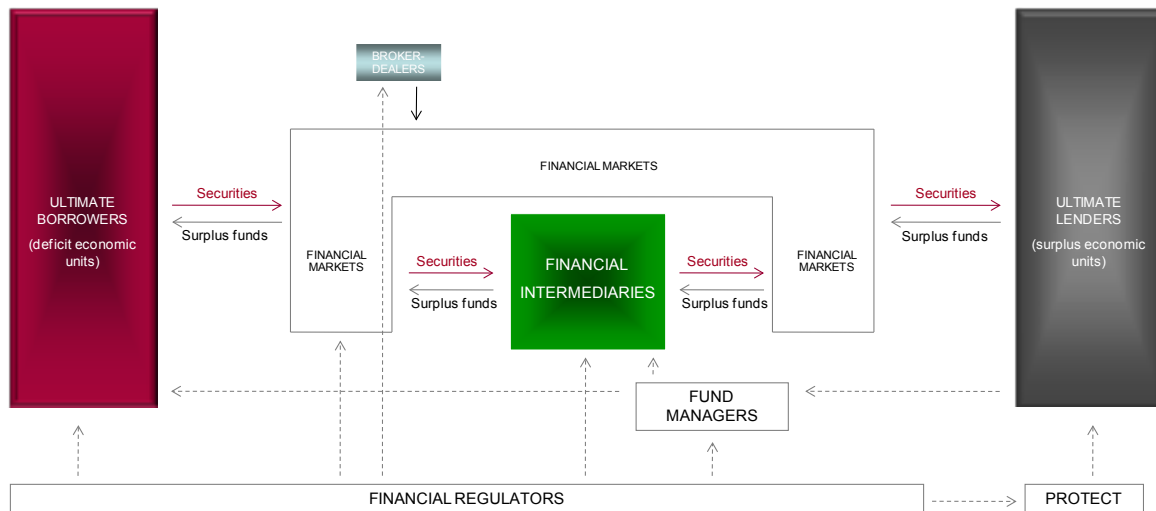 BROKER-
DEALERS
FINANCIAL MARKETS
ULTIMATE
BORROWERS
(deficit economic
units)
Securities
Surplus funds
FINANCIAL
MARKETS
Securities
Surplus funds
FINANCIAL
INTERMEDIARIES
Securities
Surplus funds
FINANCIAL
MARKETS
Securities
Surplus funds
ULTIMATE
LENDERS
(surplus economic
units)
FUND
MANAGERS
FINANCIAL REGULATORS
PROTECT